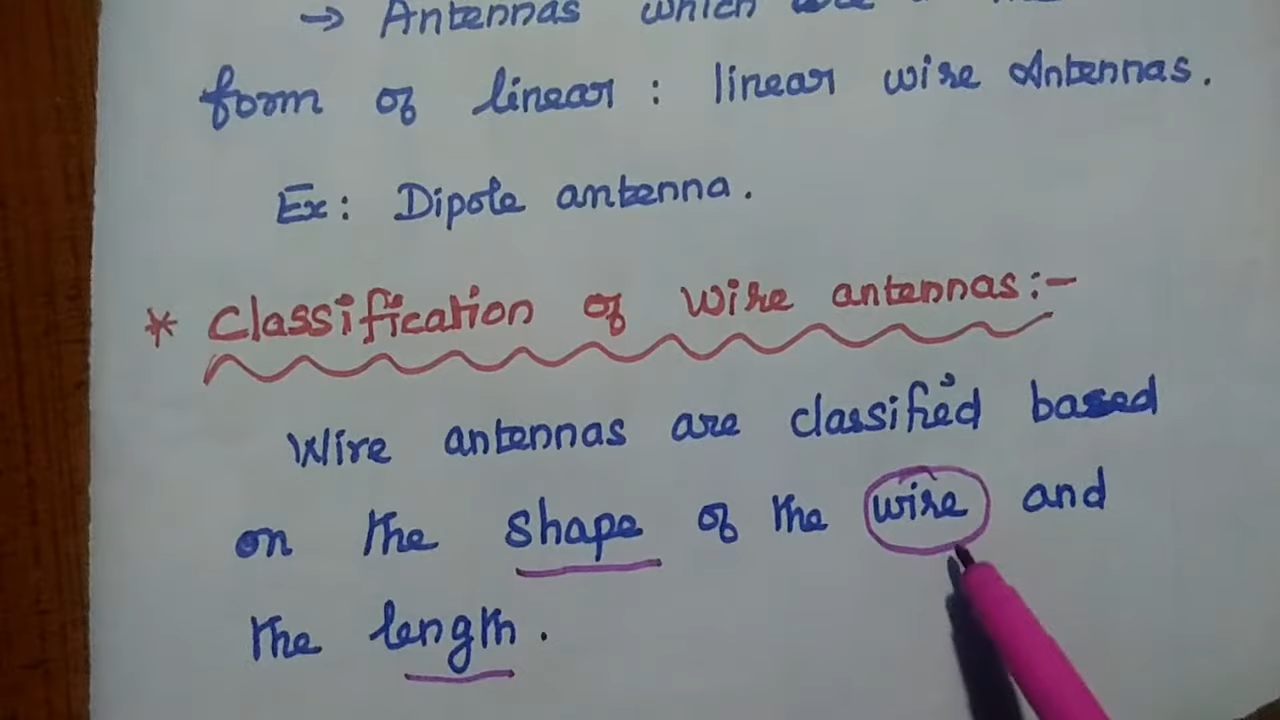 → Antennas which
form of linear : linear wire Antennas.
Ex: Dipole antenna.
* Classification of wire antennas:-
Wire antennas are classified based
on the shape of the wire and
the length.